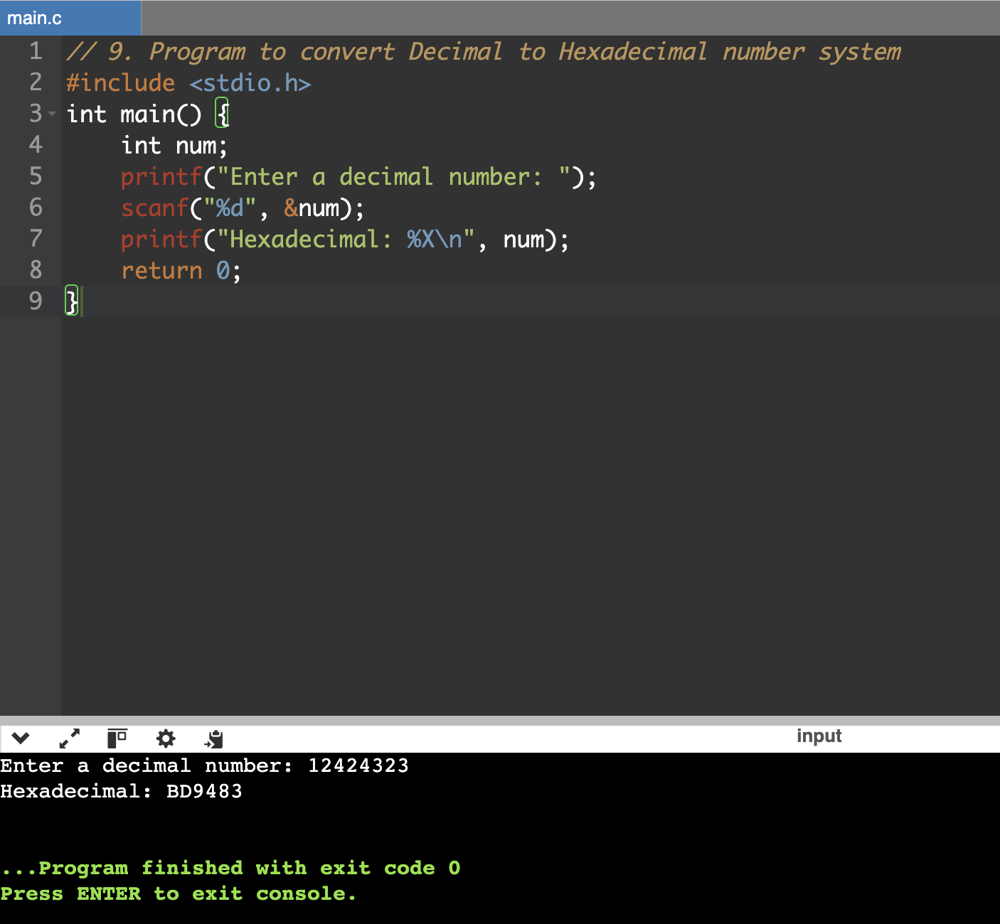 main.c
1 // 9. Program to convert Decimal to Hexadecimal number system
2 #include <stdio.h>
3 int main() {
4     int num;
5     printf("Enter a decimal number: ");
6     scanf("%d", &num);
7     printf("Hexadecimal: %X\n", num);
8     return 0;
9 }
input
Enter a decimal number: 12424323
Hexadecimal: BD9483
...Program finished with exit code 0
Press ENTER to exit console.